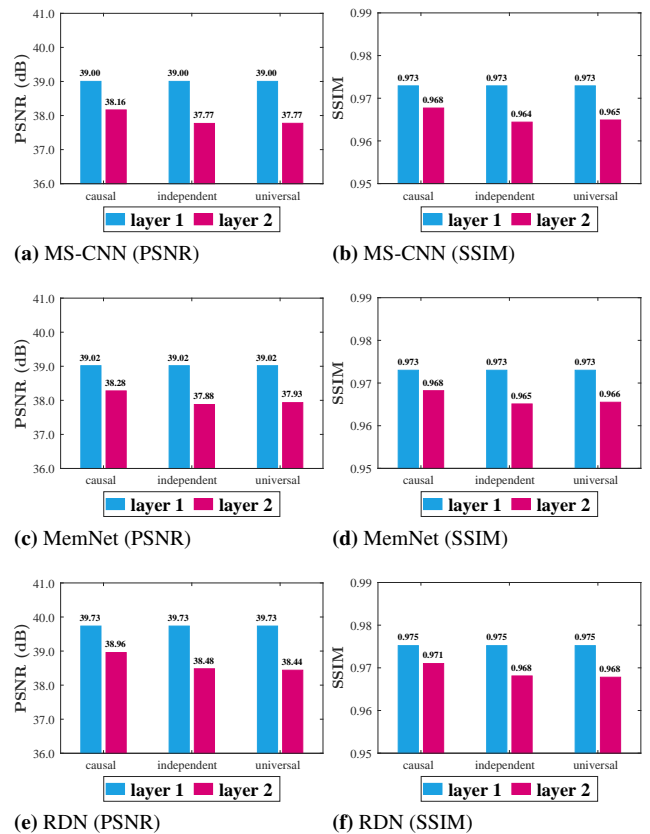 41.0
40.0
39.0
38.0
37.0
36.0
PSNR (dB)
39.00
38.16
39.00
37.77
39.00
37.77
causal independent universal
layer 1 layer 2
(a) MS-CNN (PSNR)
0.99
0.98
0.97
0.96
0.95
SSIM
0.973
0.968
0.973
0.964
0.973
0.965
causal independent universal
layer 1 layer 2
(b) MS-CNN (SSIM)
41.0
40.0
39.0
38.0
37.0
36.0
PSNR (dB)
39.02
38.28
39.02
37.88
39.02
37.93
causal independent universal
layer 1 layer 2
(c) MemNet (PSNR)
0.99
0.98
0.97
0.96
0.95
SSIM
0.973
0.968
0.973
0.965
0.973
0.966
causal independent universal
layer 1 layer 2
(d) MemNet (SSIM)
41.0
40.0
39.0
38.0
37.0
36.0
PSNR (dB)
39.73
38.96
39.73
38.48
39.73
38.44
causal independent universal
layer 1 layer 2
(e) RDN (PSNR)
0.99
0.98
0.97
0.96
0.95
SSIM
0.975
0.971
0.975
0.968
0.975
0.968
causal independent universal
layer 1 layer 2
(f) RDN (SSIM)